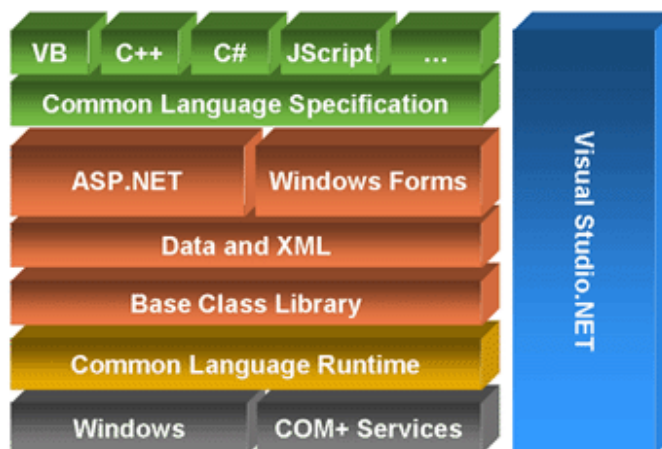 VB C++ C# JScript ...
Common Language Specification
ASP.NET Windows Forms
Data and XML
Base Class Library
Common Language Runtime
Windows COM+ Services
Visual Studio.NET